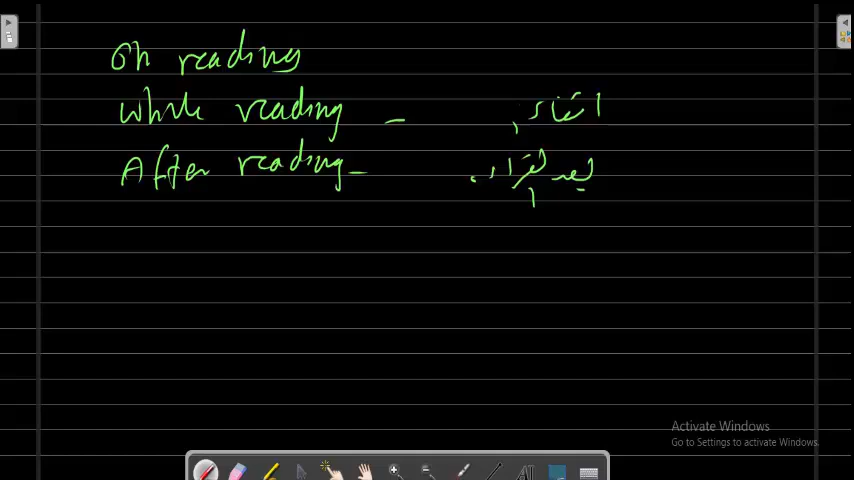 On reading
While reading - اثناء
After reading - بعد القراءة
Activate Windows
Go to Settings to activate Windows.